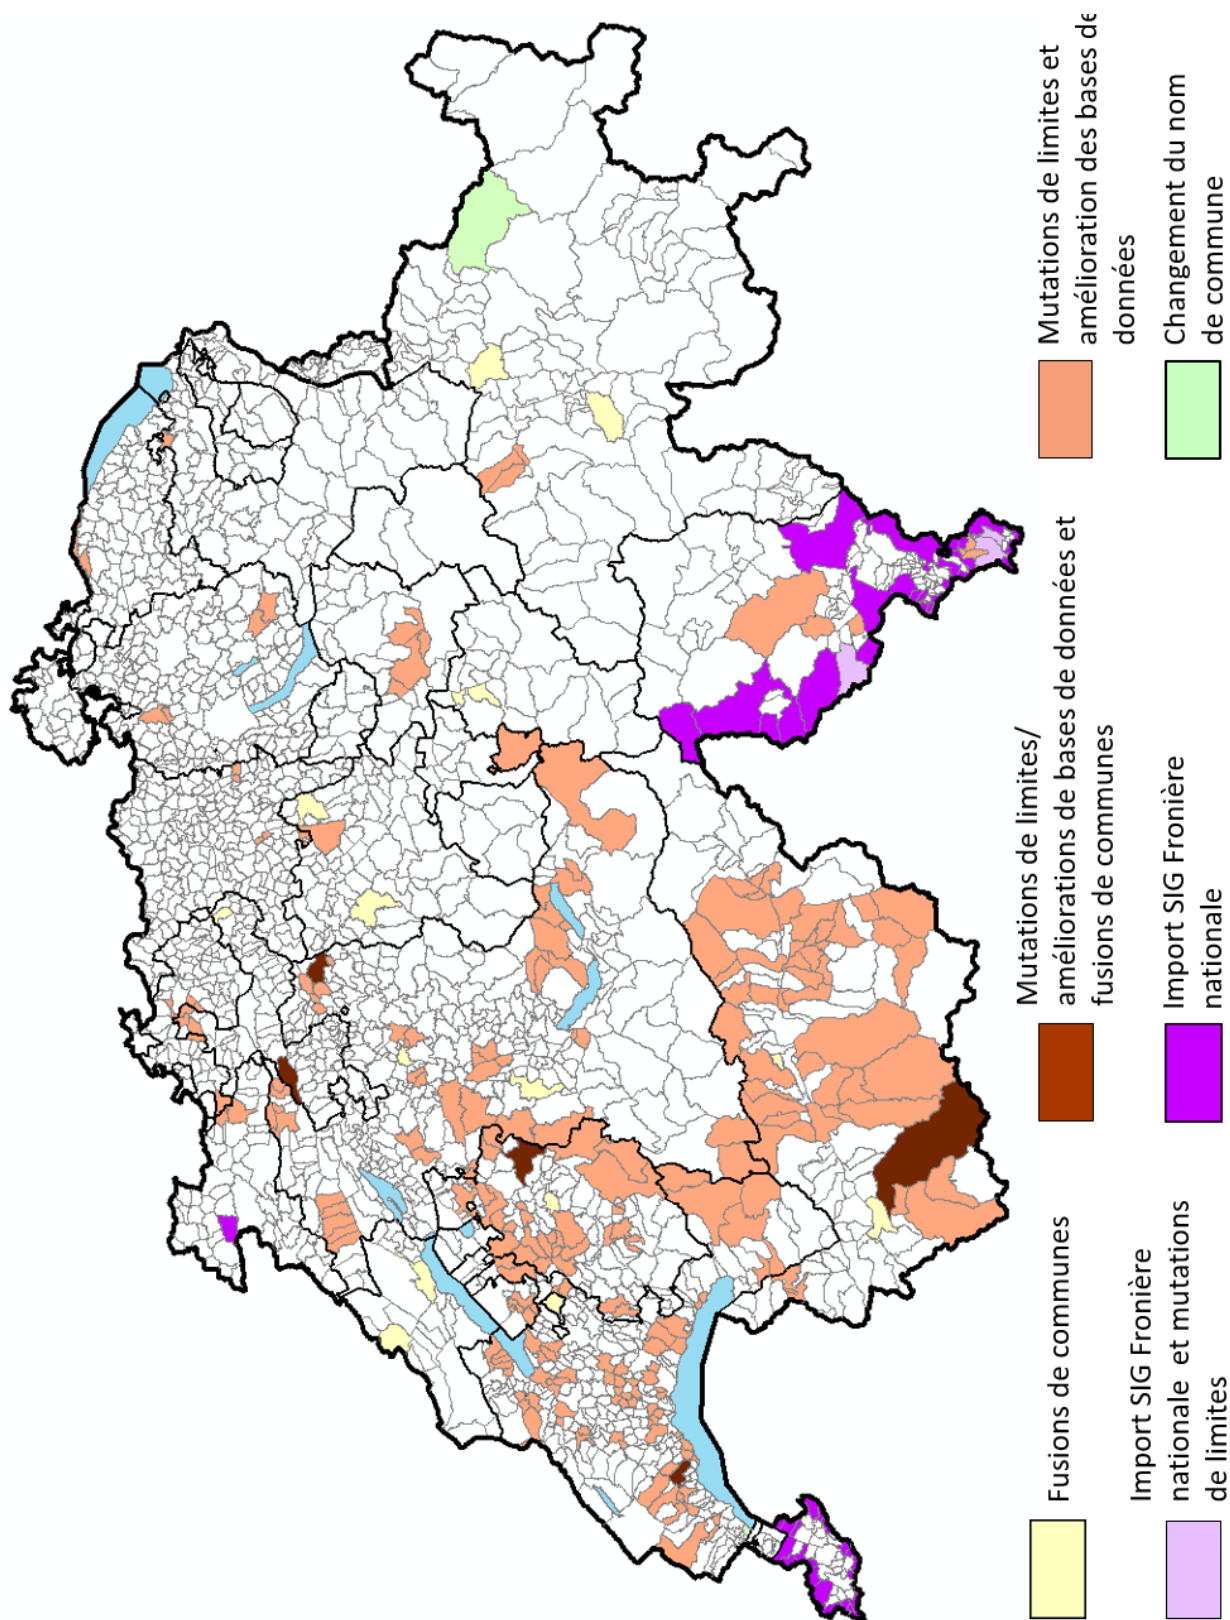 Fusions de communes
Mutations de limites/
améliorations de bases de données et
fusions de communes
Mutations de limites et
amélioration des bases de
données
Import SIG Fronière
nationale et mutations
de limites
Import SIG Fronière
nationale
Changement du nom
de commune